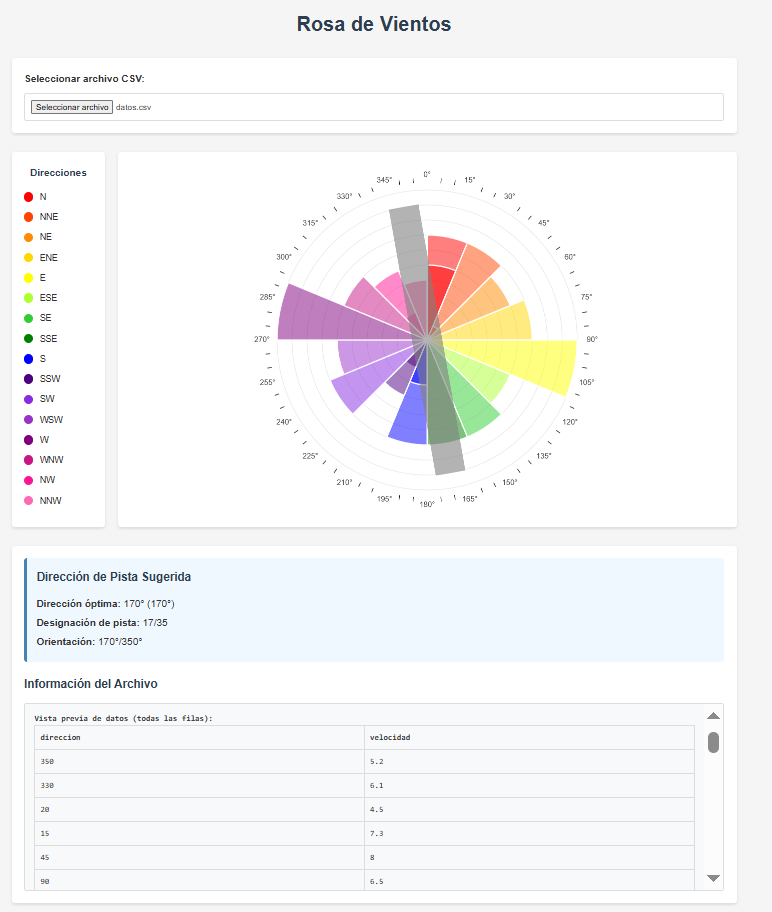 Rosa de Vientos
Seleccionar archivo CSV:
Seleccionar archivo datos.csv
Direcciones
N
NNE
NE
ENE
E
ESE
SE
SSE
S
SSW
SW
WSW
W
WNW
NW
NNW
0°
15°
30°
45°
60°
75°
90°
105°
120°
135°
150°
165°
180°
195°
210°
225°
240°
255°
270°
285°
300°
315°
330°
345°
Dirección de Pista Sugerida
Dirección óptima: 170° (170°)
Designación de pista: 17/35
Orientación: 170°/350°
Información del Archivo
Vista previa de datos (todas las filas):
direccion velocidad
350 5.2
330 6.1
20 4.5
15 7.3
45 8
90 6.5